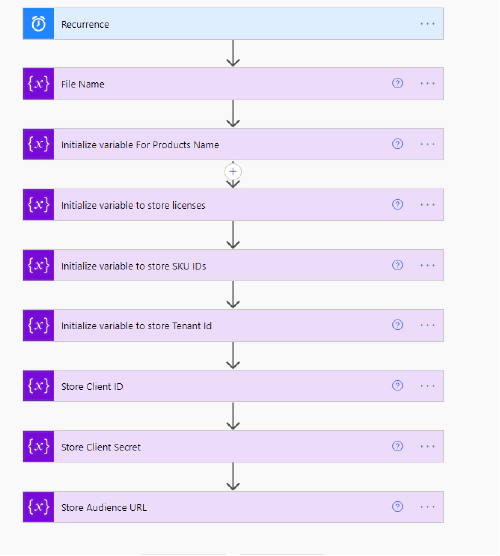 Recurrence
{x} File Name
{x} Initialize variable For Products Name
{x} Initialize variable to store licenses
{x} Initialize variable to store SKU IDs
{x} Initialize variable to store Tenant Id
{x} Store Client ID
{x} Store Client Secret
{x} Store Audience URL